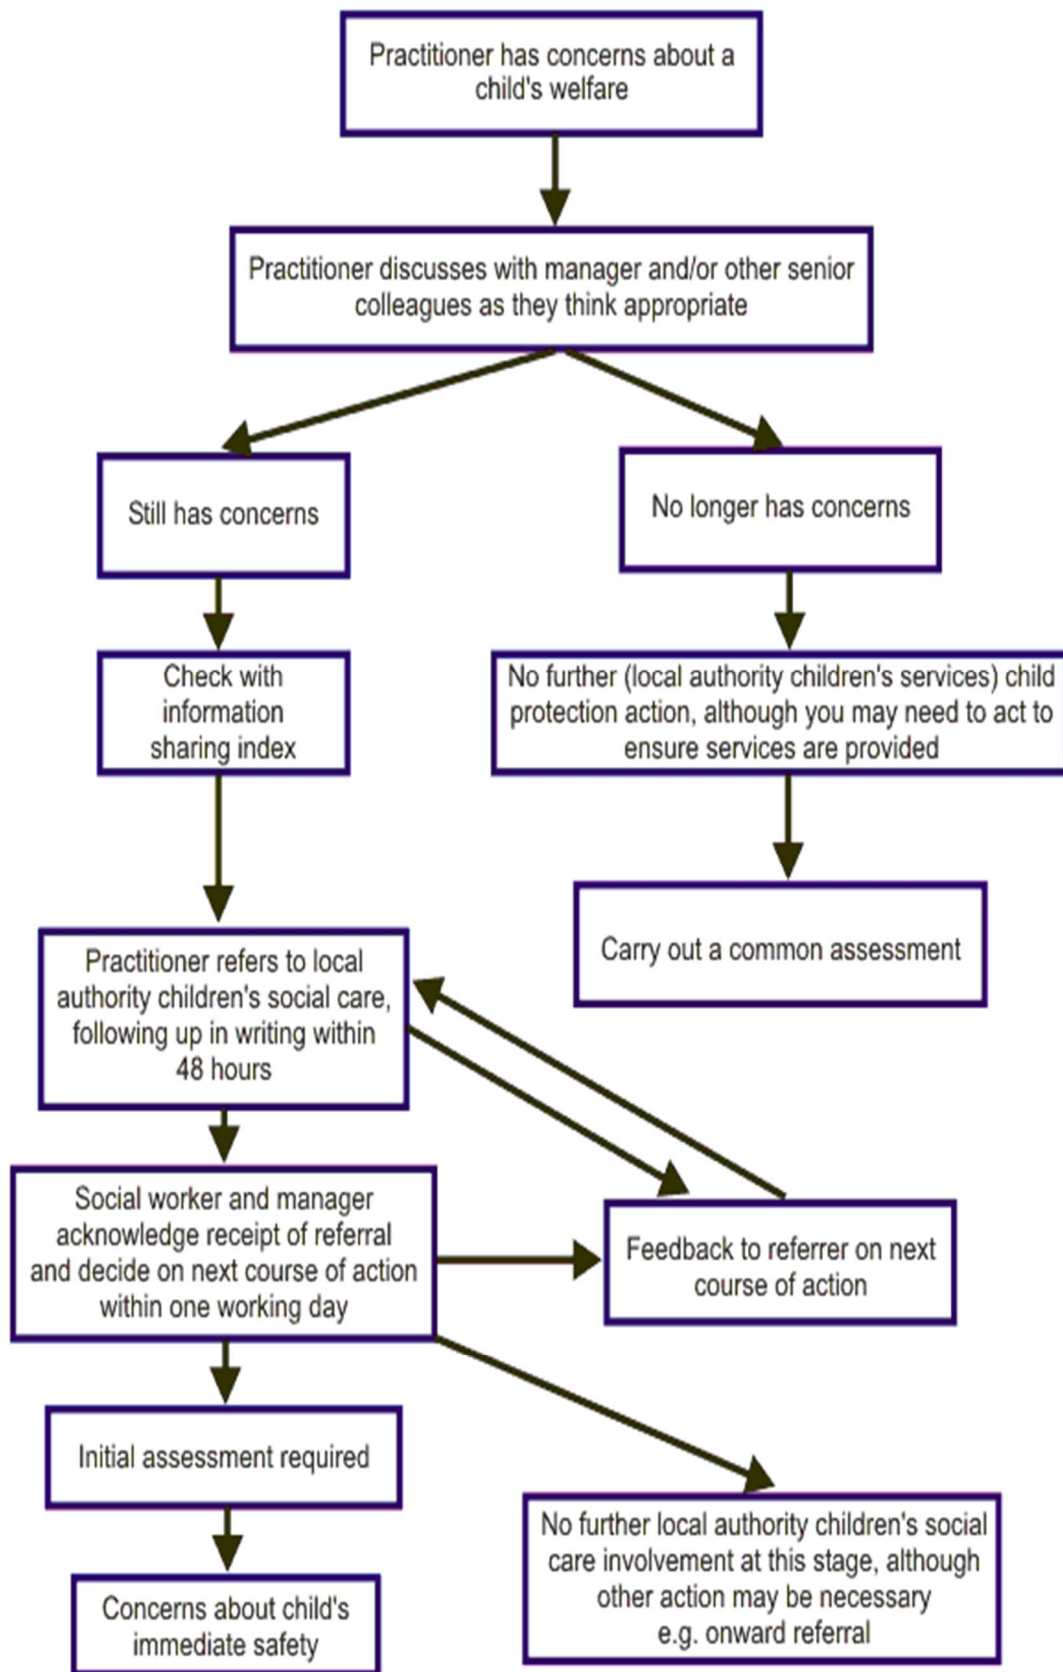 Practitioner has concerns about a
child's welfare
Practitioner discusses with manager and/or other senior
colleagues as they think appropriate
Still has concerns
No longer has concerns
Check with
information
sharing index
No further (local authority children's services) child
protection action, although you may need to act to
ensure services are provided
Carry out a common assessment
Practitioner refers to local
authority children's social care,
following up in writing within
48 hours
Social worker and manager
acknowledge receipt of referral
and decide on next course of action
within one working day
Feedback to referrer on next
course of action
Initial assessment required
No further local authority children's social
care involvement at this stage, although
other action may be necessary
e.g. onward referral
Concerns about child's
immediate safety